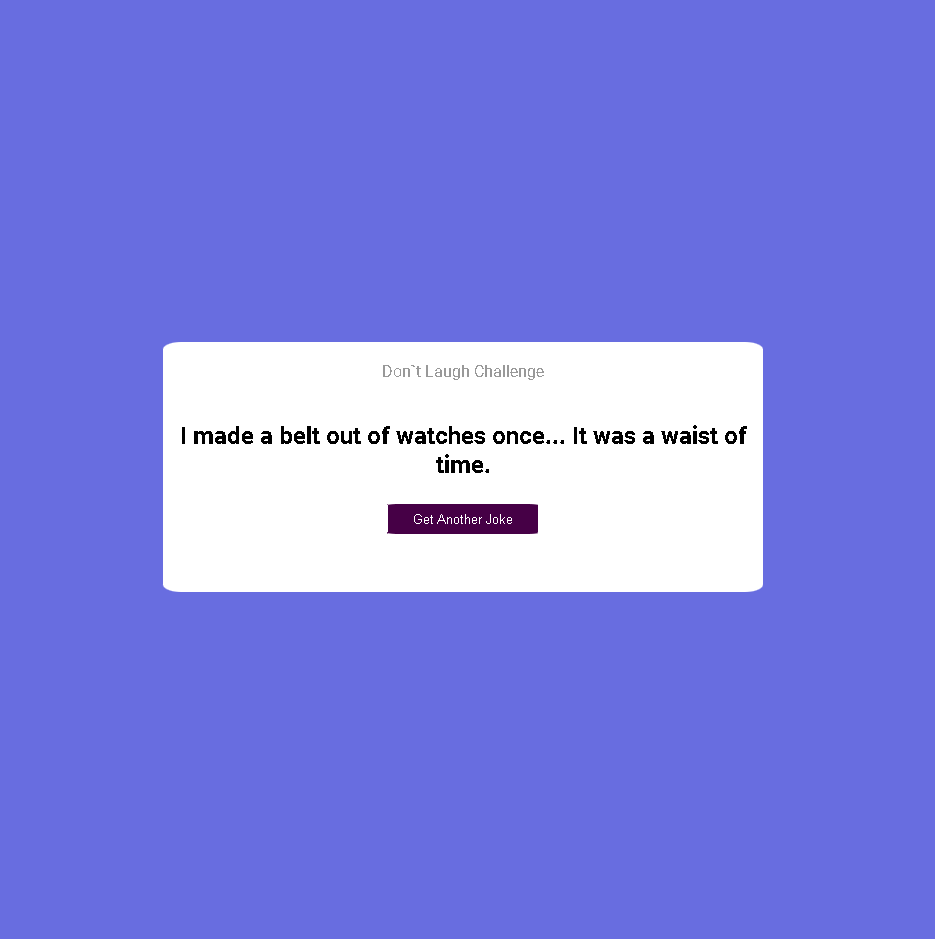 Don`t Laugh Challenge
I made a belt out of watches once... It was a waist of
time.
Get Another Joke